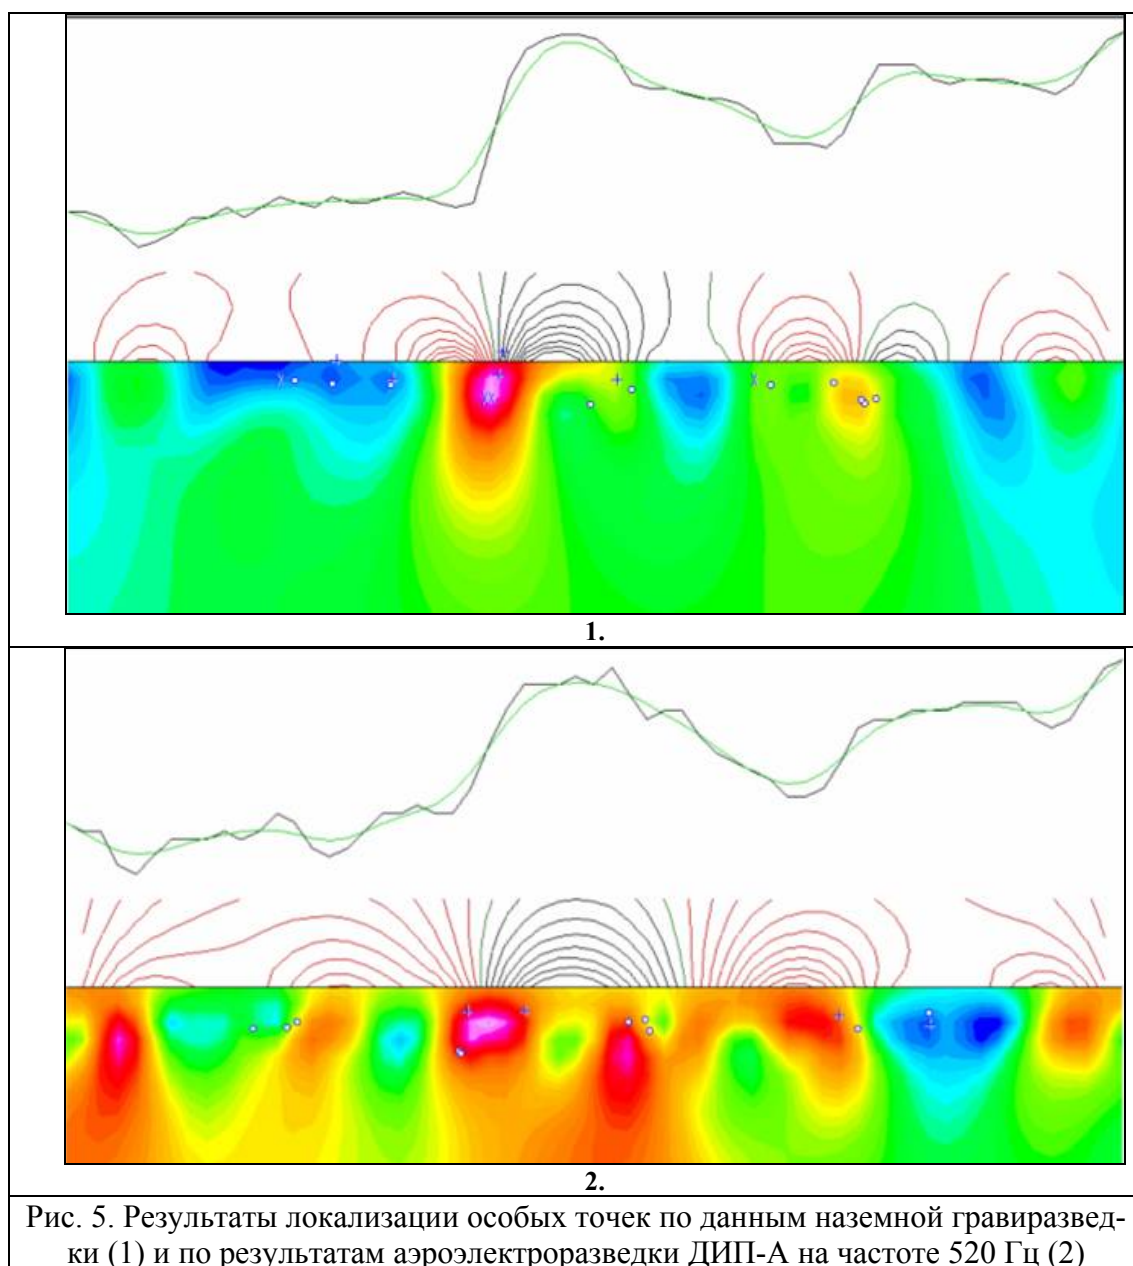 1.
2.
Рис. 5. Результаты локализации особых точек по данным наземной гравиразвед-
ки (1) и по результатам аэроэлектроразведки ДИП-А на частоте 520 Гц (2)